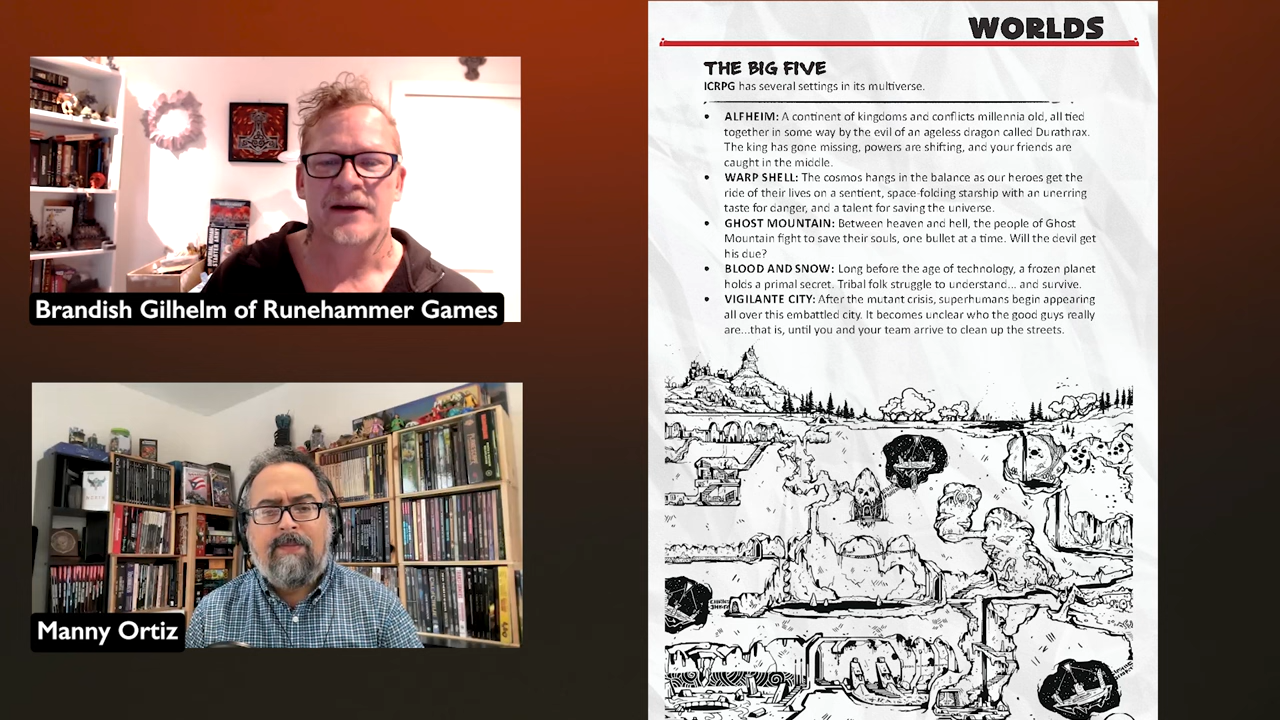 Brandish Gilhelm of Runehammer Games
Manny Ortiz
WORLDS
THE BIG FIVE
ICRPG has several settings in its multiverse.
• ALFHEIM: A continent of kingdoms and conflicts millennia old, all tied
together in some way by the evil of an ageless dragon called Durathrax.
The king has gone missing, powers are shifting, and your friends are
caught in the middle.
• WARP SHELL: The cosmos hangs in the balance as our heroes get the
ride of their lives on a sentient, space-folding starship with an unerring
taste for danger, and a talent for saving the universe.
• GHOST MOUNTAIN: Between heaven and hell, the people of Ghost
Mountain fight to save their souls, one bullet at a time. Will the devil get
his due?
• BLOOD AND SNOW: Long before the age of technology, a frozen planet
holds a primal secret. Tribal folk struggle to understand... and survive.
• VIGILANTE CITY: After the mutant crisis, superhumans begin appearing
all over this embattled city. It becomes unclear who the good guys really
are...that is, until you and your team arrive to clean up the streets.